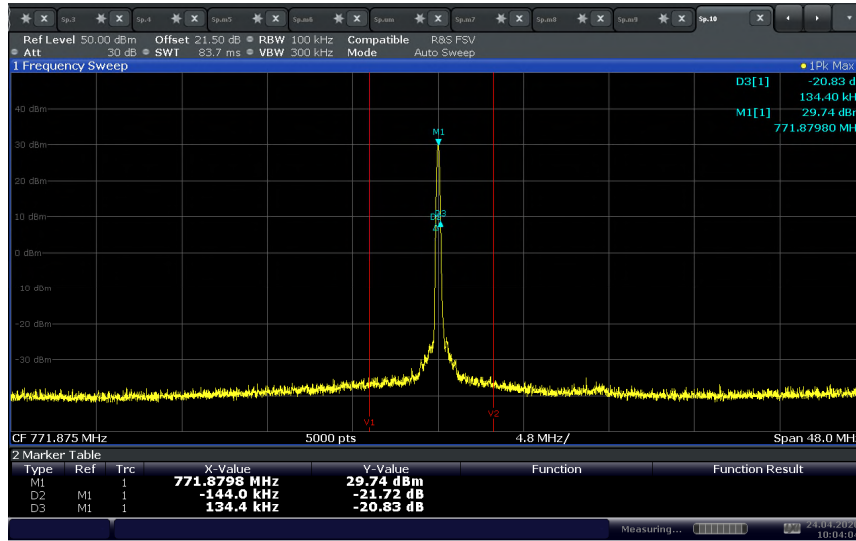 Sp.3 Sp.4 Sp.m5 Sp.m6 Sp.m7 Sp.m8 Sp.m9 Sp.10
Ref Level 50.00 dBm Offset 21.50 dB RBW 100 kHz Compatible R&S FSV
Att 30 dB SWT 83.7 ms VBW 300 kHz Mode Auto Sweep
1 Frequency Sweep 1Pk Max
D3[1] -20.83 d
134.40 kH
M1[1] 29.74 dBr
771.87980 MH
40 dBm
M1
30 dBm
20 dBm
10 dBm
0 dBm
10 dBm
-20 dBm
-30 dBm
V1 V2
CF 771.875 MHz 5000 pts 4.8 MHz/ Span 48.0 MH
2 Marker Table
Type Ref Trc X-Value Y-Value Function Function Result
M1 1 771.8798 MHz 29.74 dBm
D2 M1 1 -144.0 kHz -21.72 dB
D3 M1 1 134.4 kHz -20.83 dB
Measuring... 24.04.202
10:04:0